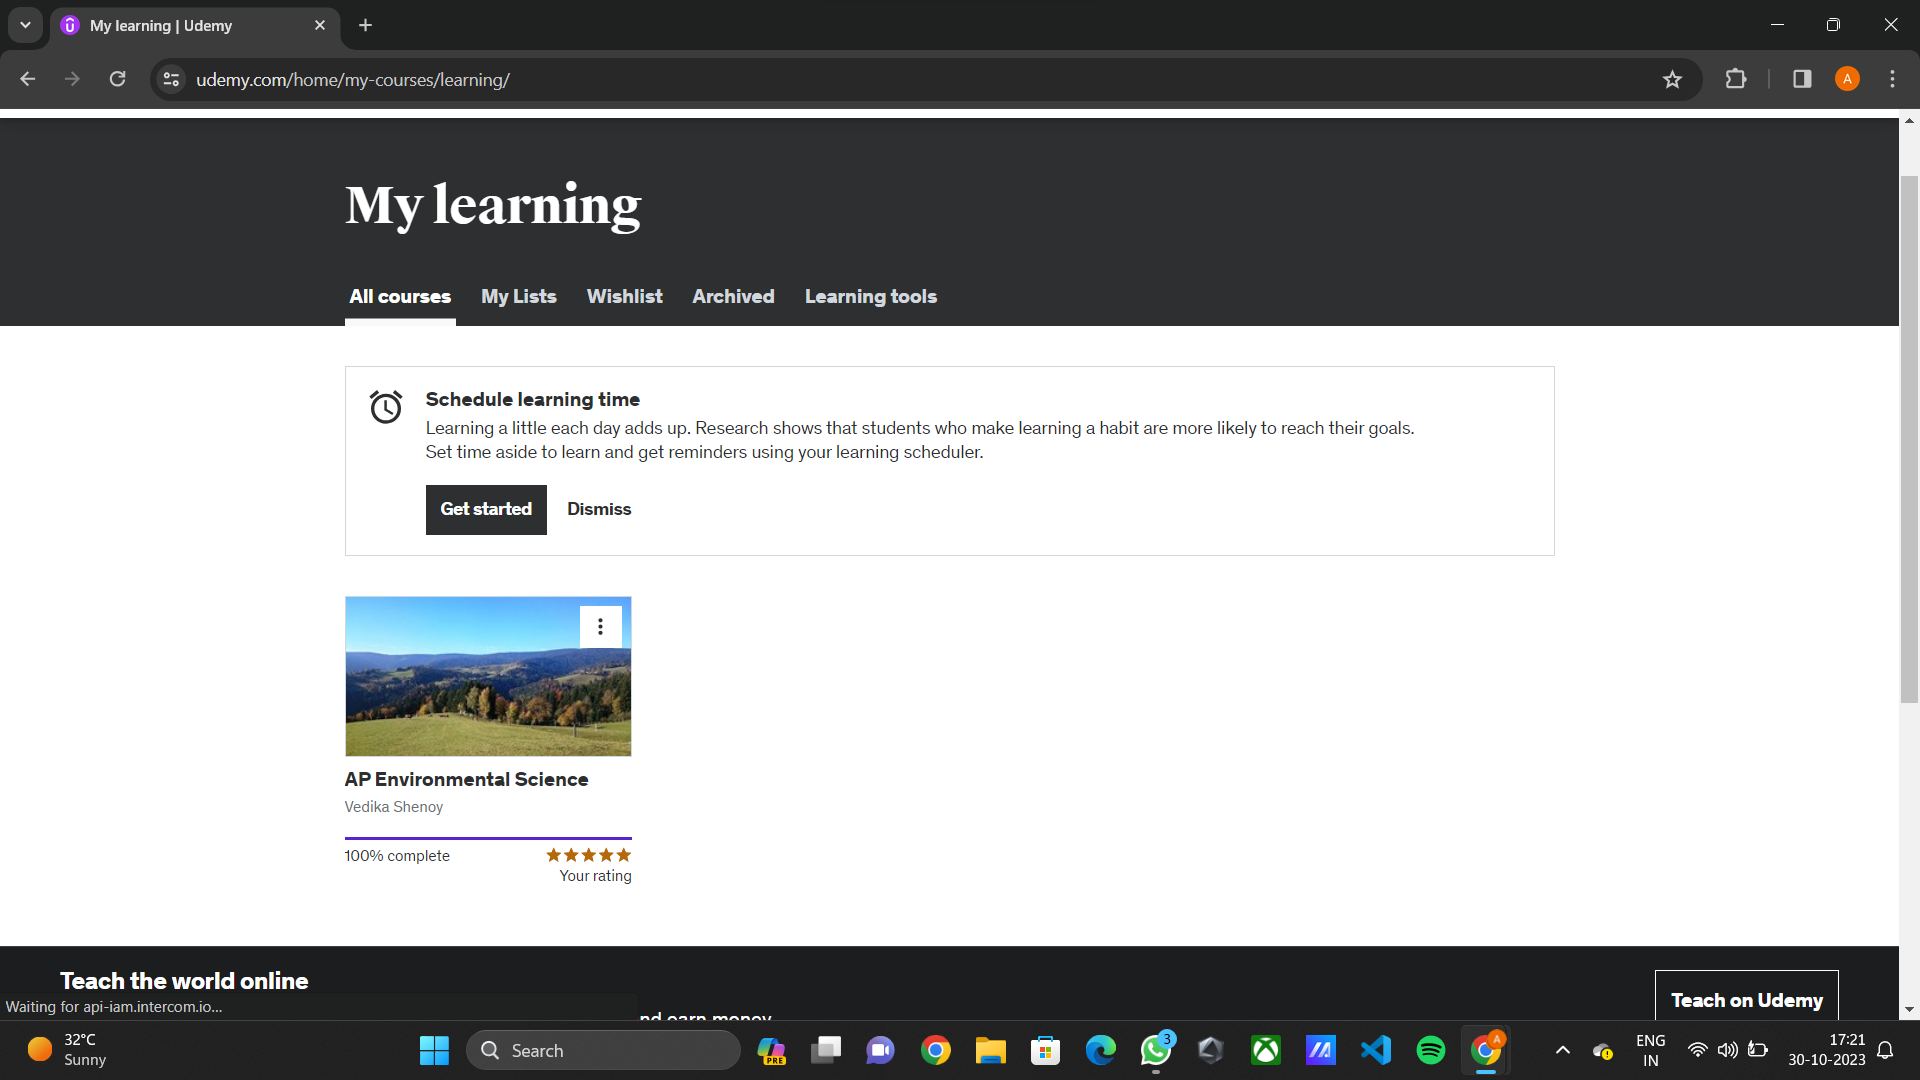 My learning | Udemy
udemy.com/home/my-courses/learning/
A
My learning
All courses My Lists Wishlist Archived Learning tools
Schedule learning time
Learning a little each day adds up. Research shows that students who make learning a habit are more likely to reach their goals.
Set time aside to learn and get reminders using your learning scheduler.
Get started Dismiss
AP Environmental Science
Vedika Shenoy
100% complete
Your rating
Teach the world online
Teach on Udemy
Waiting for api-iam.intercom.io...
nd earn money
32°C
Sunny
Search
PRE
3
A
ENG
IN
17:21
30-10-2023